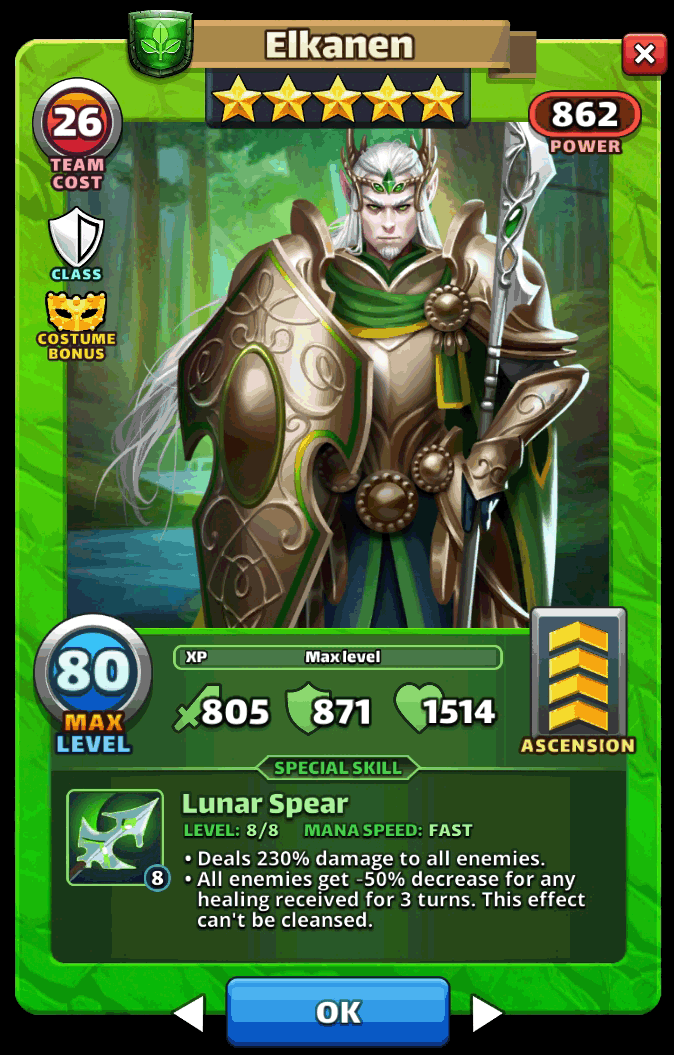 Elkanen
26
TEAM
COST
862
POWER
CLASS
COSTUME
BONUS
80
MAX
LEVEL
XP Max level
805 871 1514
ASCENSION
SPECIAL SKILL
Lunar Spear
LEVEL: 8/8 MANA SPEED: FAST
8
• Deals 230% damage to all enemies.
• All enemies get -50% decrease for any
healing received for 3 turns. This effect
can't be cleansed.
OK